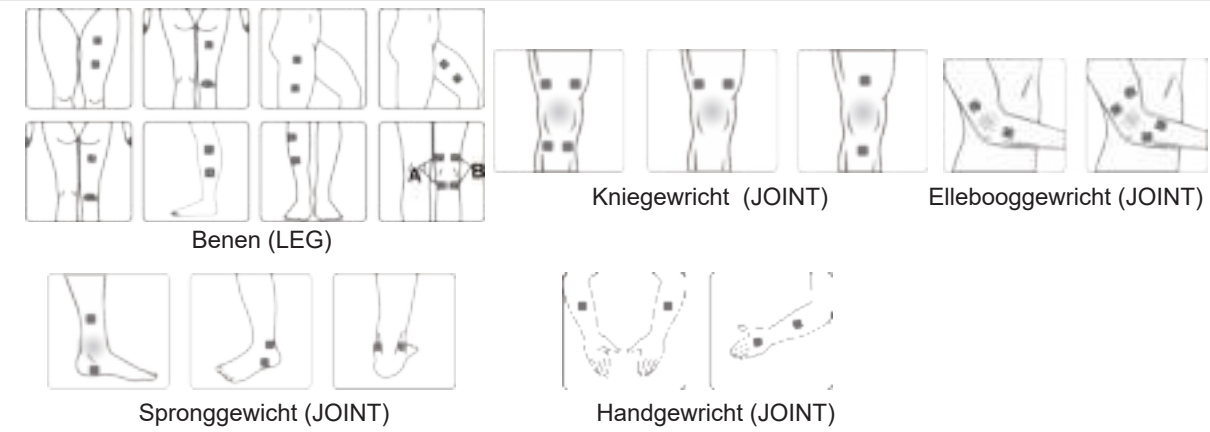 A B
Kniegewricht (JOINT)
Ellebooggewricht (JOINT)
Benen (LEG)
Spronggewicht (JOINT)
Handgewricht (JOINT)